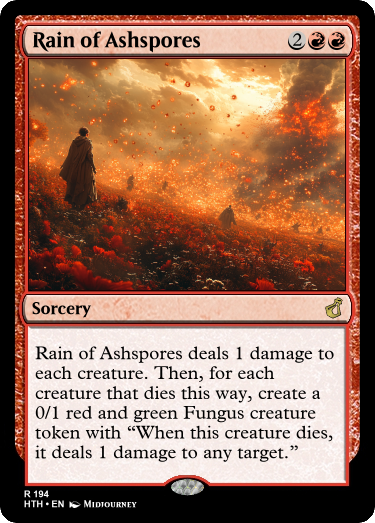 Rain of Ashspores 2
Sorcery
Rain of Ashspores deals 1 damage to
each creature. Then, for each
creature that dies this way, create a
0/1 red and green Fungus creature
token with “When this creature dies,
it deals 1 damage to any target.”
R 194
HTH • EN Midjourney